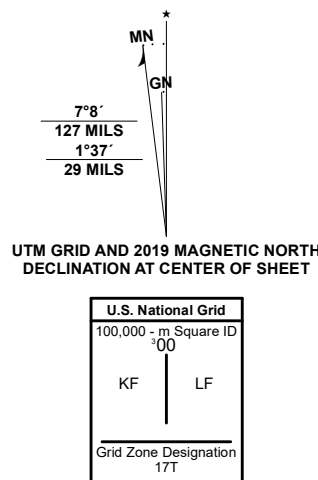 ★
MN
GN
7°8´
127 MILS
1°37´
29 MILS
UTM GRID AND 2019 MAGNETIC NORTH
DECLINATION AT CENTER OF SHEET
U.S. National Grid
100,000 - m Square ID
³00
KF LF
Grid Zone Designation
17T